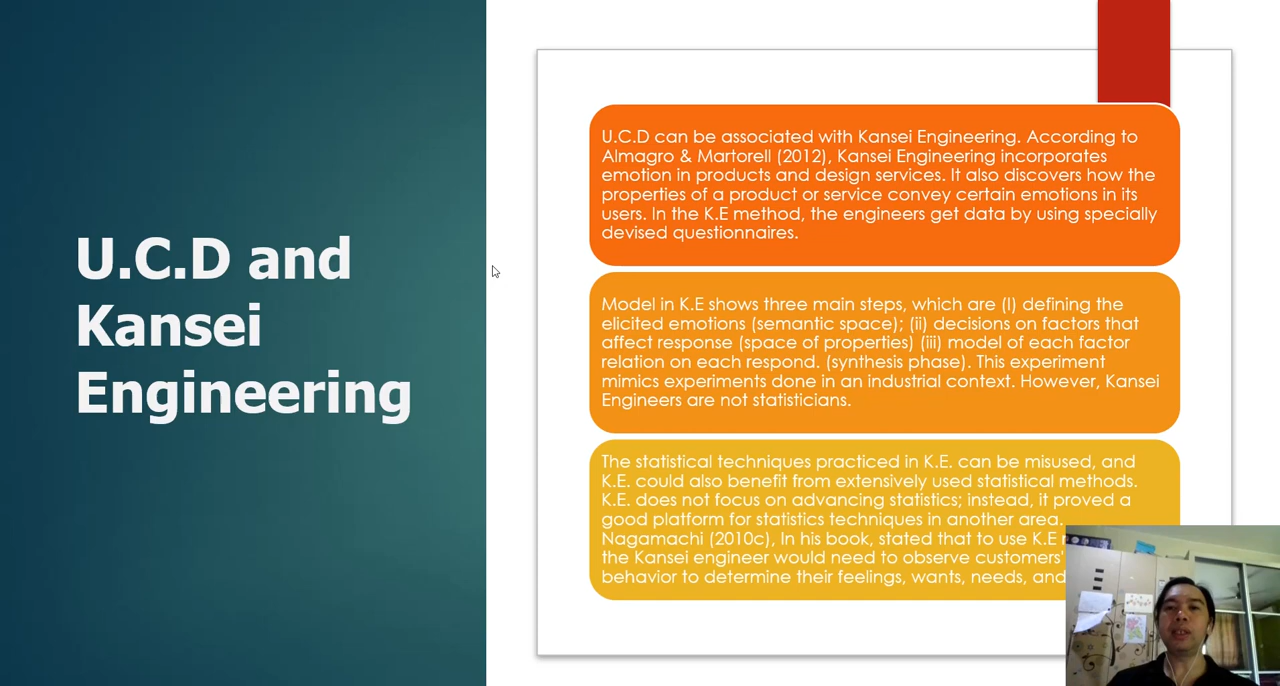 U.C.D and
Kansei
Engineering
U.C.D can be associated with Kansei Engineering. According to
Almagro & Martorell (2012), Kansei Engineering incorporates
emotion in products and design services. It also discovers how the
properties of a product or service convey certain emotions in its
users. In the K.E method, the engineers get data by using specially
devised questionnaires.
Model in K.E shows three main steps, which are (I) defining the
elicited emotions (semantic space); (ii) decisions on factors that
affect response (space of properties) (iii) model of each factor
relation on each respond. (synthesis phase). This experiment
mimics experiments done in an industrial context. However, Kansei
Engineers are not statisticians.
The statistical techniques practiced in K.E. can be misused, and
K.E. could also benefit from extensively used statistical methods.
K.E. does not focus on advancing statistics; instead, it proved a
good platform for statistics techniques in another area.
Nagamachi (2010c), In his book, stated that to use K.E
the Kansei engineer would need to observe customers'
behavior to determine their feelings, wants, needs, and